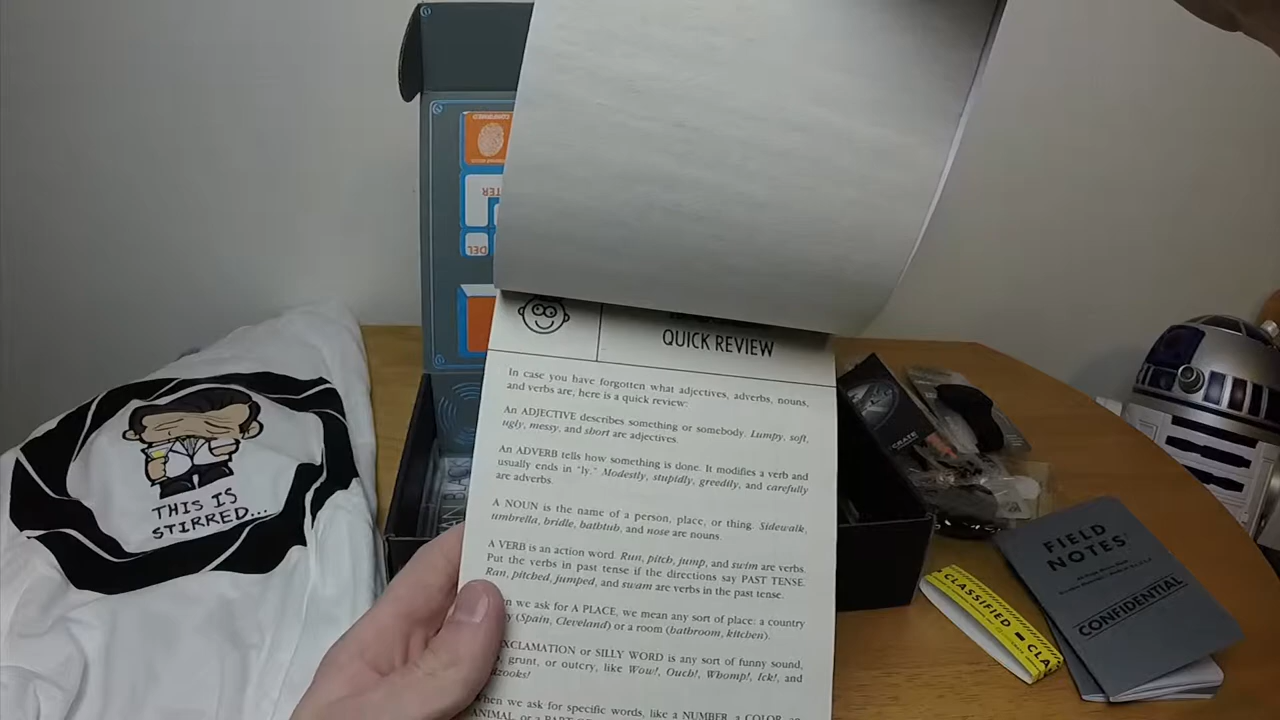 QUICK REVIEW
In case you have forgotten what adjectives, adverbs, nouns,
and verbs are, here is a quick review:
An ADJECTIVE describes something or somebody. Lumpy, soft,
ugly, messy, and short are adjectives.
An ADVERB tells how something is done. It modifies a verb and
usually ends in "ly." Modestly, stupidly, greedily, and carefully
are adverbs.
A NOUN is the name of a person, place, or thing. Sidewalk,
umbrella, bridle, bathtub, and nose are nouns.
A VERB is an action word. Run, pitch, jump, and swim are verbs.
Put the verbs in past tense if the directions say PAST TENSE.
Ran, pitched, jumped, and swam are verbs in the past tense.
we ask for A PLACE, we mean any sort of place: a country
(Spain, Cleveland) or a room (bathroom, kitchen).
EXCLAMATION or SILLY WORD is any sort of funny sound,
grunt, or outcry, like Wow!, Ouch!, Whomp!, Ick!, and
When we ask for specific words, like a NUMBER, a COLOR, an
ANIMAL, or a PART
THIS IS
STIRRED...
DEL
FIELD
NOTES
CONFIDENTIAL
CLASSIFIED CLA